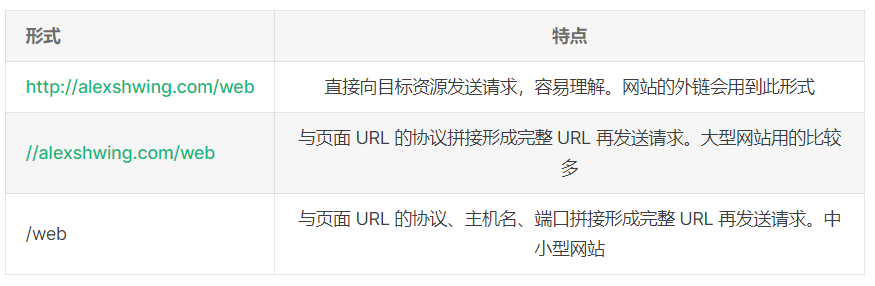 形式 特点
http://alexshwing.com/web 直接向目标资源发送请求，容易理解。网站的外链会用到此形式
//alexshwing.com/web 与页面 URL 的协议拼接形成完整 URL 再发送请求。大型网站用的比较
多
/web 与页面 URL 的协议、主机名、端口拼接形成完整 URL 再发送请求。中
小型网站